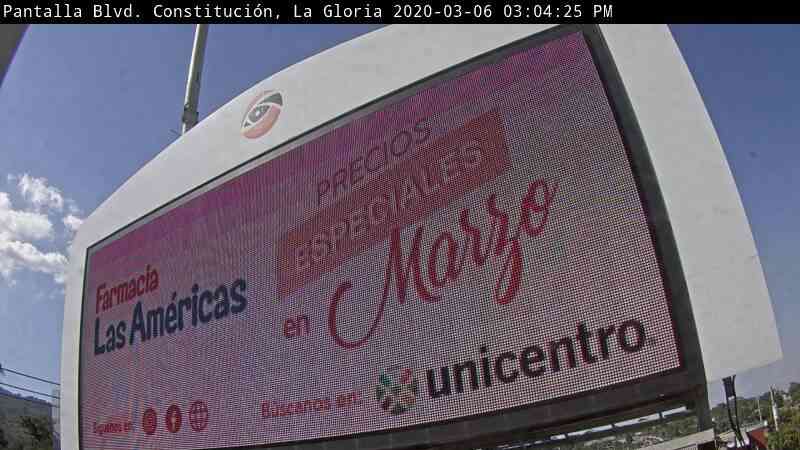 Pantalla Blvd. Constitución, La Gloria 2020-03-06 03:04:25 PM
PRECIOS
ESPECIALES
en Marzo
Farmacia
Las Américas
Síguenos en:
Búscanos en:
unicentro